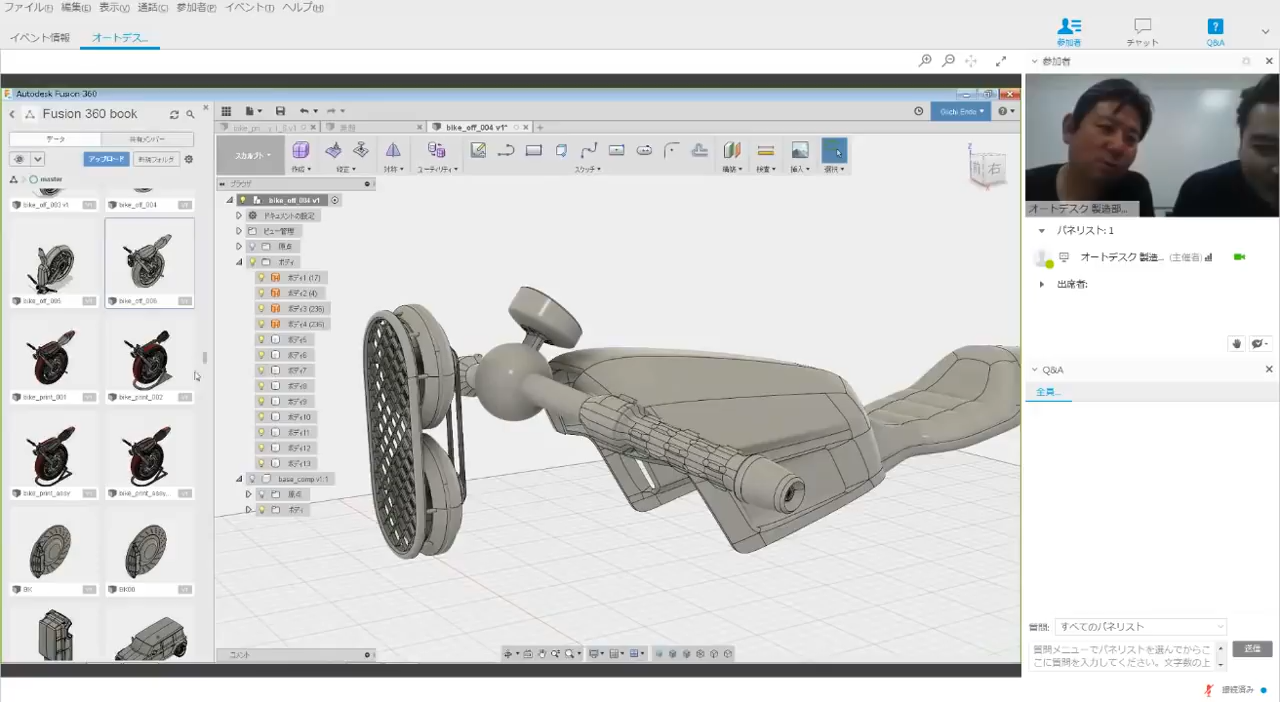 ファイル(F) 編集(E) 表示(V) 通話(C) 参加者(P) イベント(T) ヘルプ(H)
イベント情報 オートデス...
参加者 チャット Q&A
Autodesk Fusion 360
Fusion 360 book
データ 共有メンバー
アップロード 新規フォルダ
master
bike_off_003 v1 bike_off_004
bike_off_005 bike_off_006
bike_print_001 bike_print_002
bike_print_assy bike_print_assy...
BK BK00
bike_off_004 v1*
スカルプト
作成 修正 対称 ユーティリティ スケッチ 構築 検査 挿入 選択
ブラウザ
bike_off_004 v1
ドキュメントの設定
ビュー管理
原点
ボディ
ボディ1 (17)
ボディ2 (4)
ボディ3 (236)
ボディ4 (236)
ボディ5
ボディ6
ボディ7
ボディ8
ボディ9
ボディ10
ボディ11
ボディ12
ボディ13
base_comp v1:1
原点
ボディ
コメント
Z
右
参加者
オートデスク 製造部...
パネリスト: 1
オートデスク 製造... (主催者)
出席者:
Q&A
全員...
質問: すべてのパネリスト
質問メニューでパネリストを選んでからこ
こに質問を入力してください。文字数の上
送信
接続済み